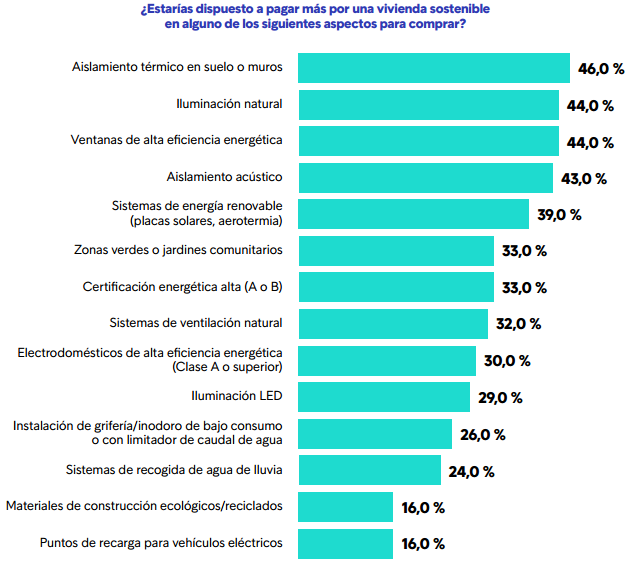 ¿Estarías dispuesto a pagar más por una vivienda sostenible
en alguno de los siguientes aspectos para comprar?
Aislamiento térmico en suelo o muros 46,0 %
Iluminación natural 44,0 %
Ventanas de alta eficiencia energética 44,0 %
Aislamiento acústico 43,0 %
Sistemas de energía renovable
(placas solares, aerotermia) 39,0 %
Zonas verdes o jardines comunitarios 33,0 %
Certificación energética alta (A o B) 33,0 %
Sistemas de ventilación natural 32,0 %
Electrodomésticos de alta eficiencia energética
(Clase A o superior) 30,0 %
Iluminación LED 29,0 %
Instalación de grifería/inodoro de bajo consumo
o con limitador de caudal de agua 26,0 %
Sistemas de recogida de agua de lluvia 24,0 %
Materiales de construcción ecológicos/reciclados 16,0 %
Puntos de recarga para vehículos eléctricos 16,0 %